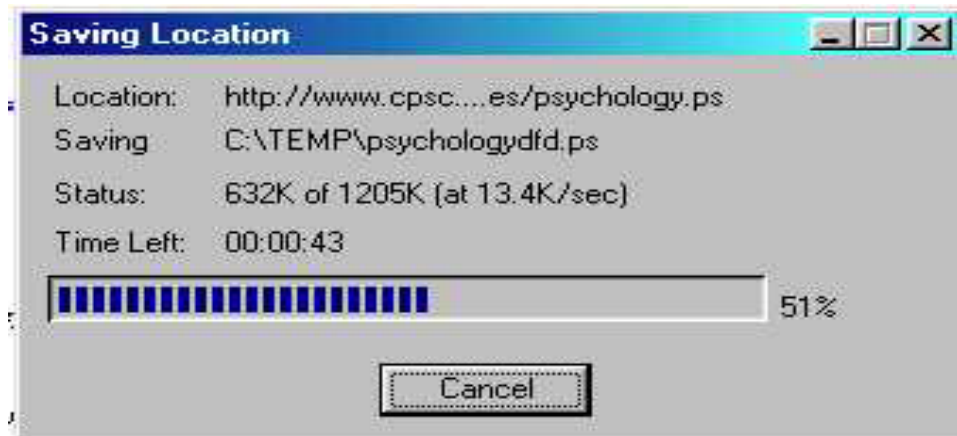 Saving Location
Location: http://www.cpsc....es/psychology.ps
Saving C:\TEMP\psychologydfd.ps
Status: 632K of 1205K (at 13.4K/sec)
Time Left: 00:00:43
51%
Cancel